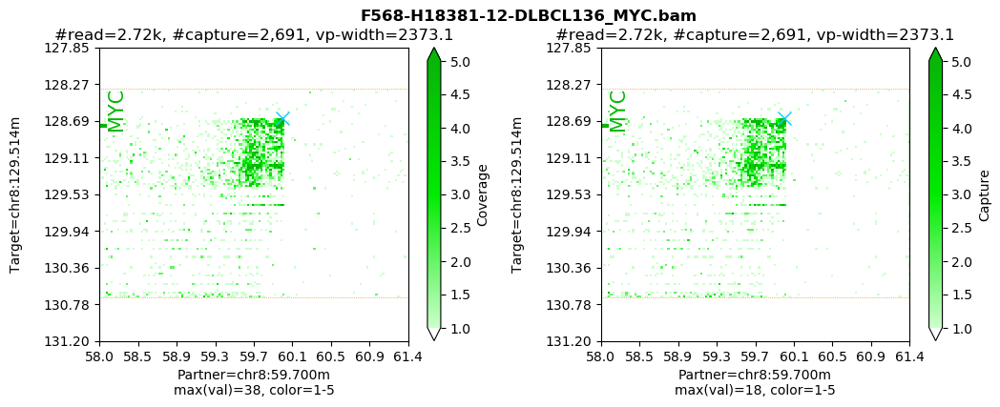 F568-H18381-12-DLBCL136_MYC.bam
#read=2.72k, #capture=2,691, vp-width=2373.1
127.85
128.27
128.69
129.11
129.53
129.94
130.36
130.78
131.20
Target=chr8:129.514m
MYC
58.0 58.5 58.9 59.3 59.7 60.1 60.5 60.9 61.4
Partner=chr8:59.700m
max(val)=38, color=1-5
5.0
4.5
4.0
3.5
3.0
2.5
2.0
1.5
1.0
Coverage
#read=2.72k, #capture=2,691, vp-width=2373.1
127.85
128.27
128.69
129.11
129.53
129.94
130.36
130.78
131.20
Target=chr8:129.514m
MYC
58.0 58.5 58.9 59.3 59.7 60.1 60.5 60.9 61.4
Partner=chr8:59.700m
max(val)=18, color=1-5
5.0
4.5
4.0
3.5
3.0
2.5
2.0
1.5
1.0
Capture